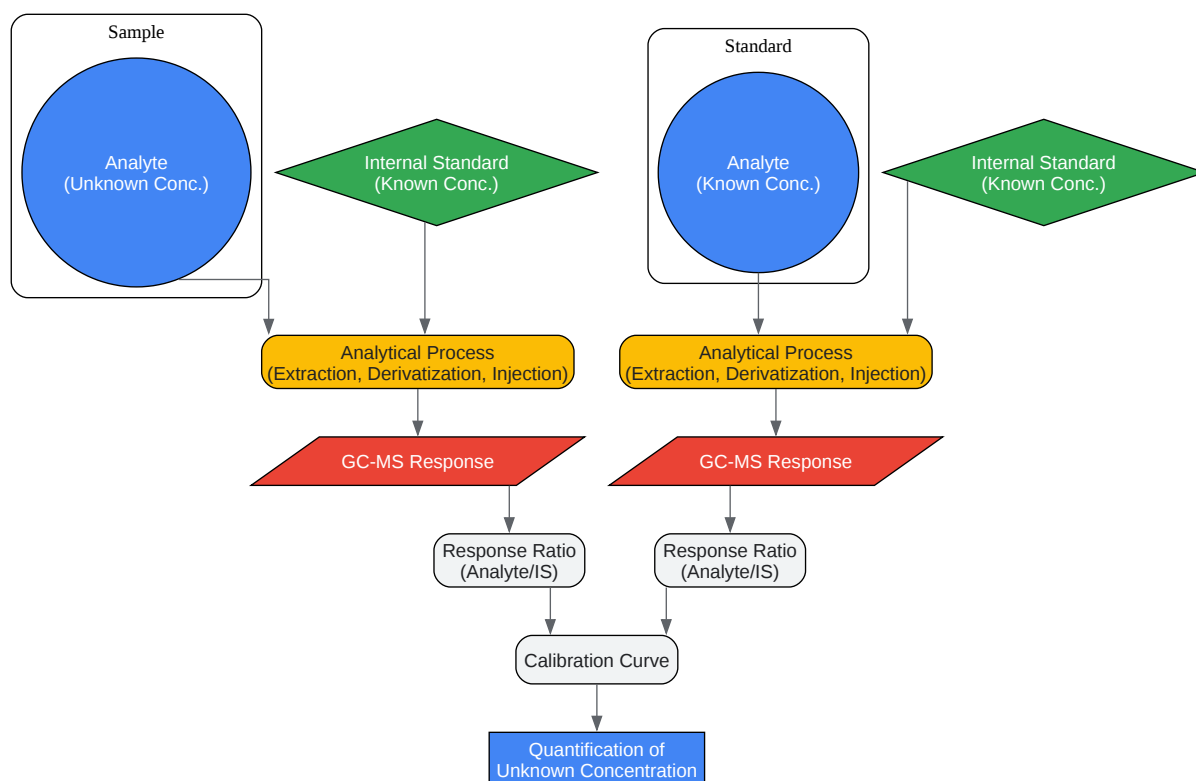 Sample
Standard
Analyte
(Unknown Conc.)
Internal Standard
(Known Conc.)
Analyte
(Known Conc.)
Internal Standard
(Known Conc.)
Analytical Process
(Extraction, Derivatization, Injection)
Analytical Process
(Extraction, Derivatization, Injection)
GC-MS Response
GC-MS Response
Response Ratio
(Analyte/IS)
Response Ratio
(Analyte/IS)
Calibration Curve
Quantification of
Unknown Concentration